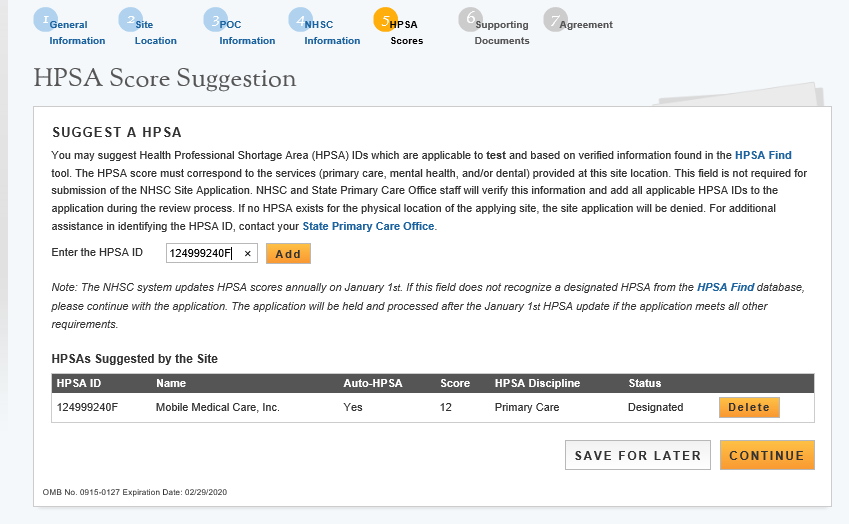 1 General Information
2 Site Location
3 POC Information
4 NHSC Information
5 HPSA Scores
6 Supporting Documents
7 Agreement
HPSA Score Suggestion
SUGGEST A HPSA
You may suggest Health Professional Shortage Area (HPSA) IDs which are applicable to test and based on verified information found in the HPSA Find
tool. The HPSA score must correspond to the services (primary care, mental health, and/or dental) provided at this site location. This field is not required for
submission of the NHSC Site Application. NHSC and State Primary Care Office staff will verify this information and add all applicable HPSA IDs to the
application during the review process. If no HPSA exists for the physical location of the applying site, the site application will be denied. For additional
assistance in identifying the HPSA ID, contact your State Primary Care Office.
Enter the HPSA ID 124999240F × Add
Note: The NHSC system updates HPSA scores annually on January 1st. If this field does not recognize a designated HPSA from the HPSA Find database,
please continue with the application. The application will be held and processed after the January 1st HPSA update if the application meets all other
requirements.
HPSAs Suggested by the Site
HPSA ID Name Auto-HPSA Score HPSA Discipline Status
124999240F Mobile Medical Care, Inc. Yes 12 Primary Care Designated Delete
SAVE FOR LATER CONTINUE
OMB No. 0915-0127 Expiration Date: 02/29/2020